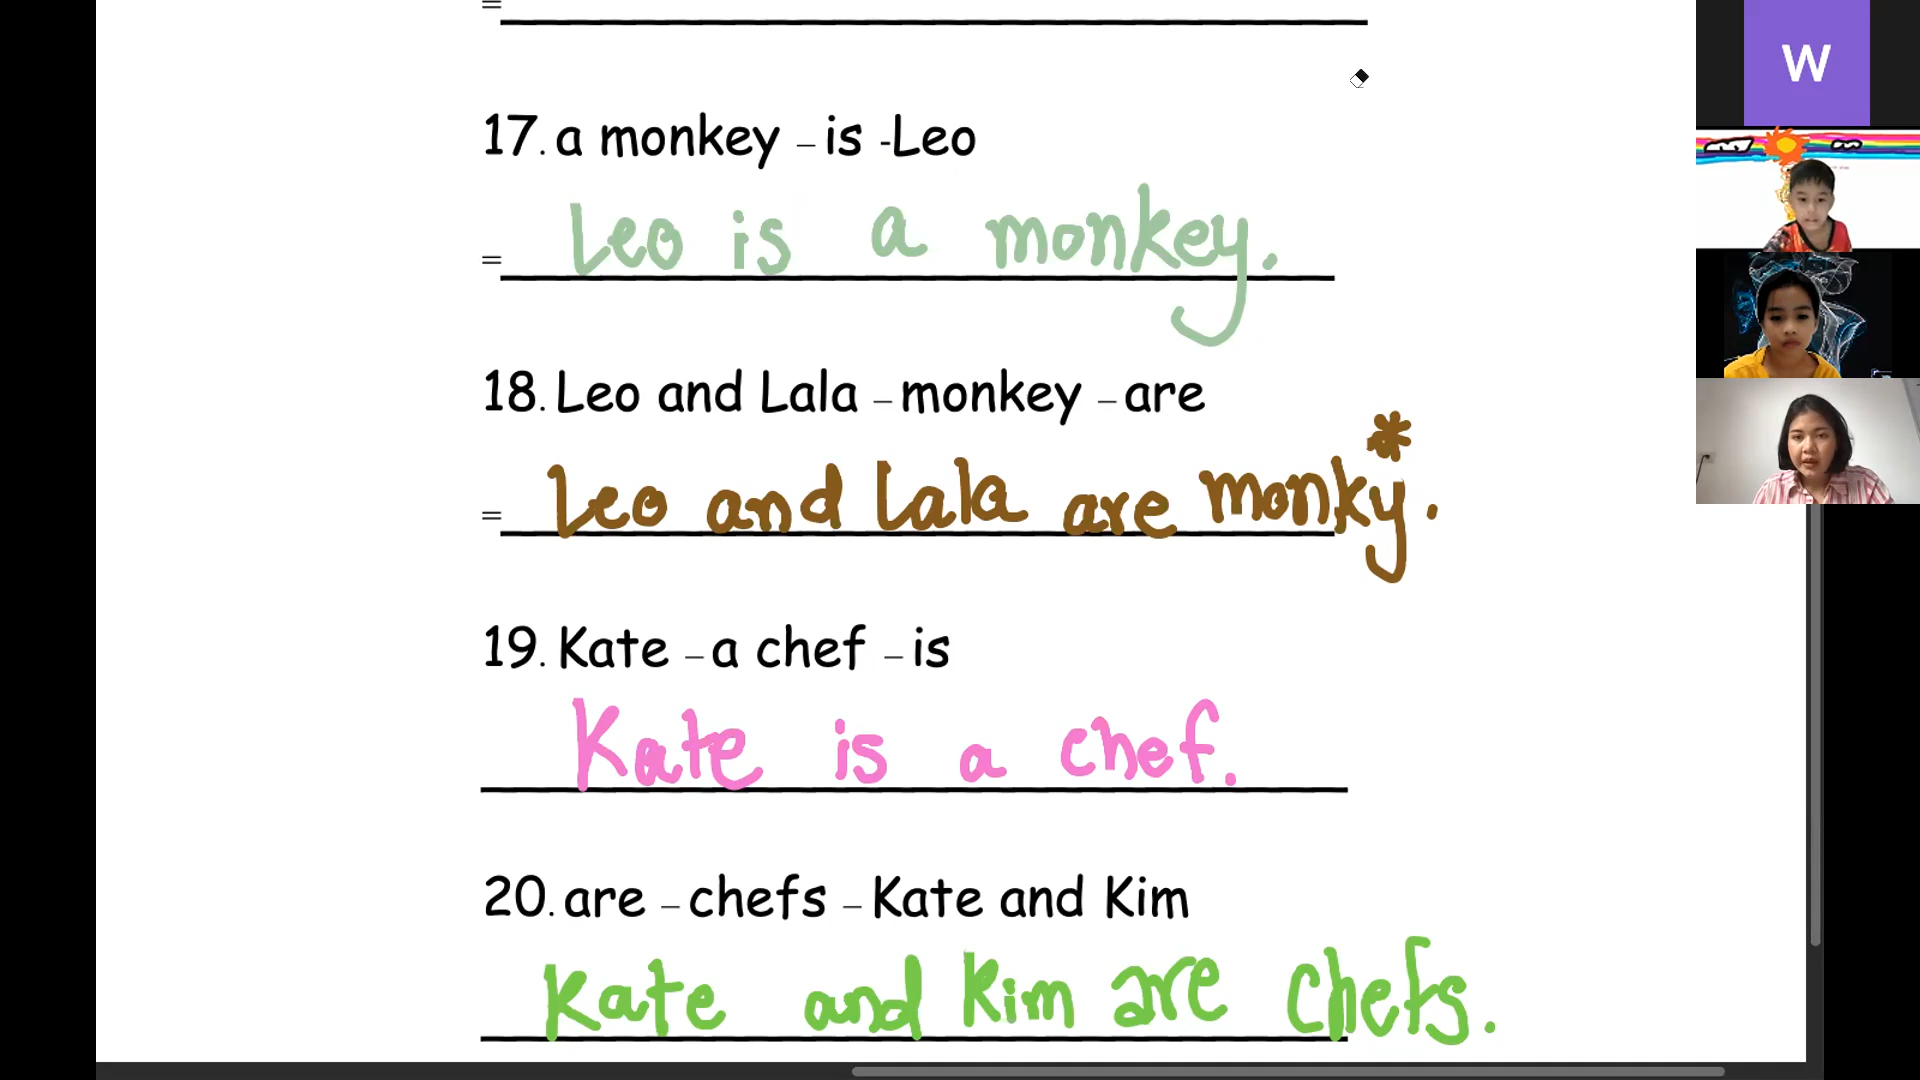 =
W
17. a monkey – is -Leo
= Leo is a monkey.
18. Leo and Lala – monkey – are
= Leo and Lala are monky*.
19. Kate – a chef – is
Kate is a chef.
20. are – chefs – Kate and Kim
Kate and Kim are chefs.